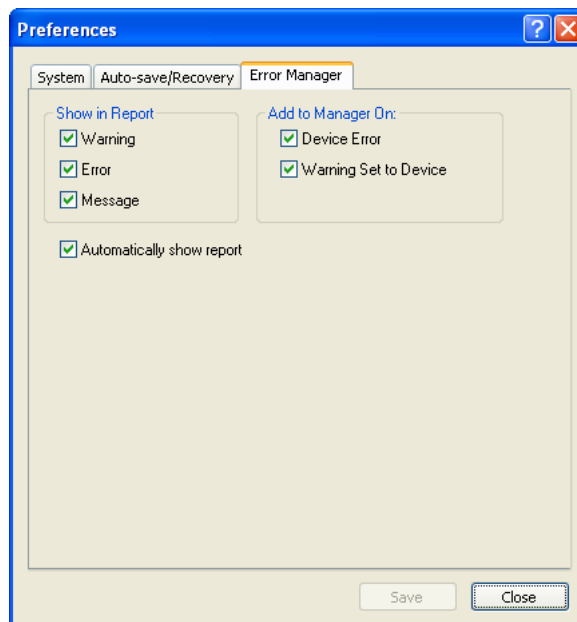 Preferences
System Auto-save/Recovery Error Manager
Show in Report
Warning
Error
Message
Add to Manager On:
Device Error
Warning Set to Device
Automatically show report
Save Close